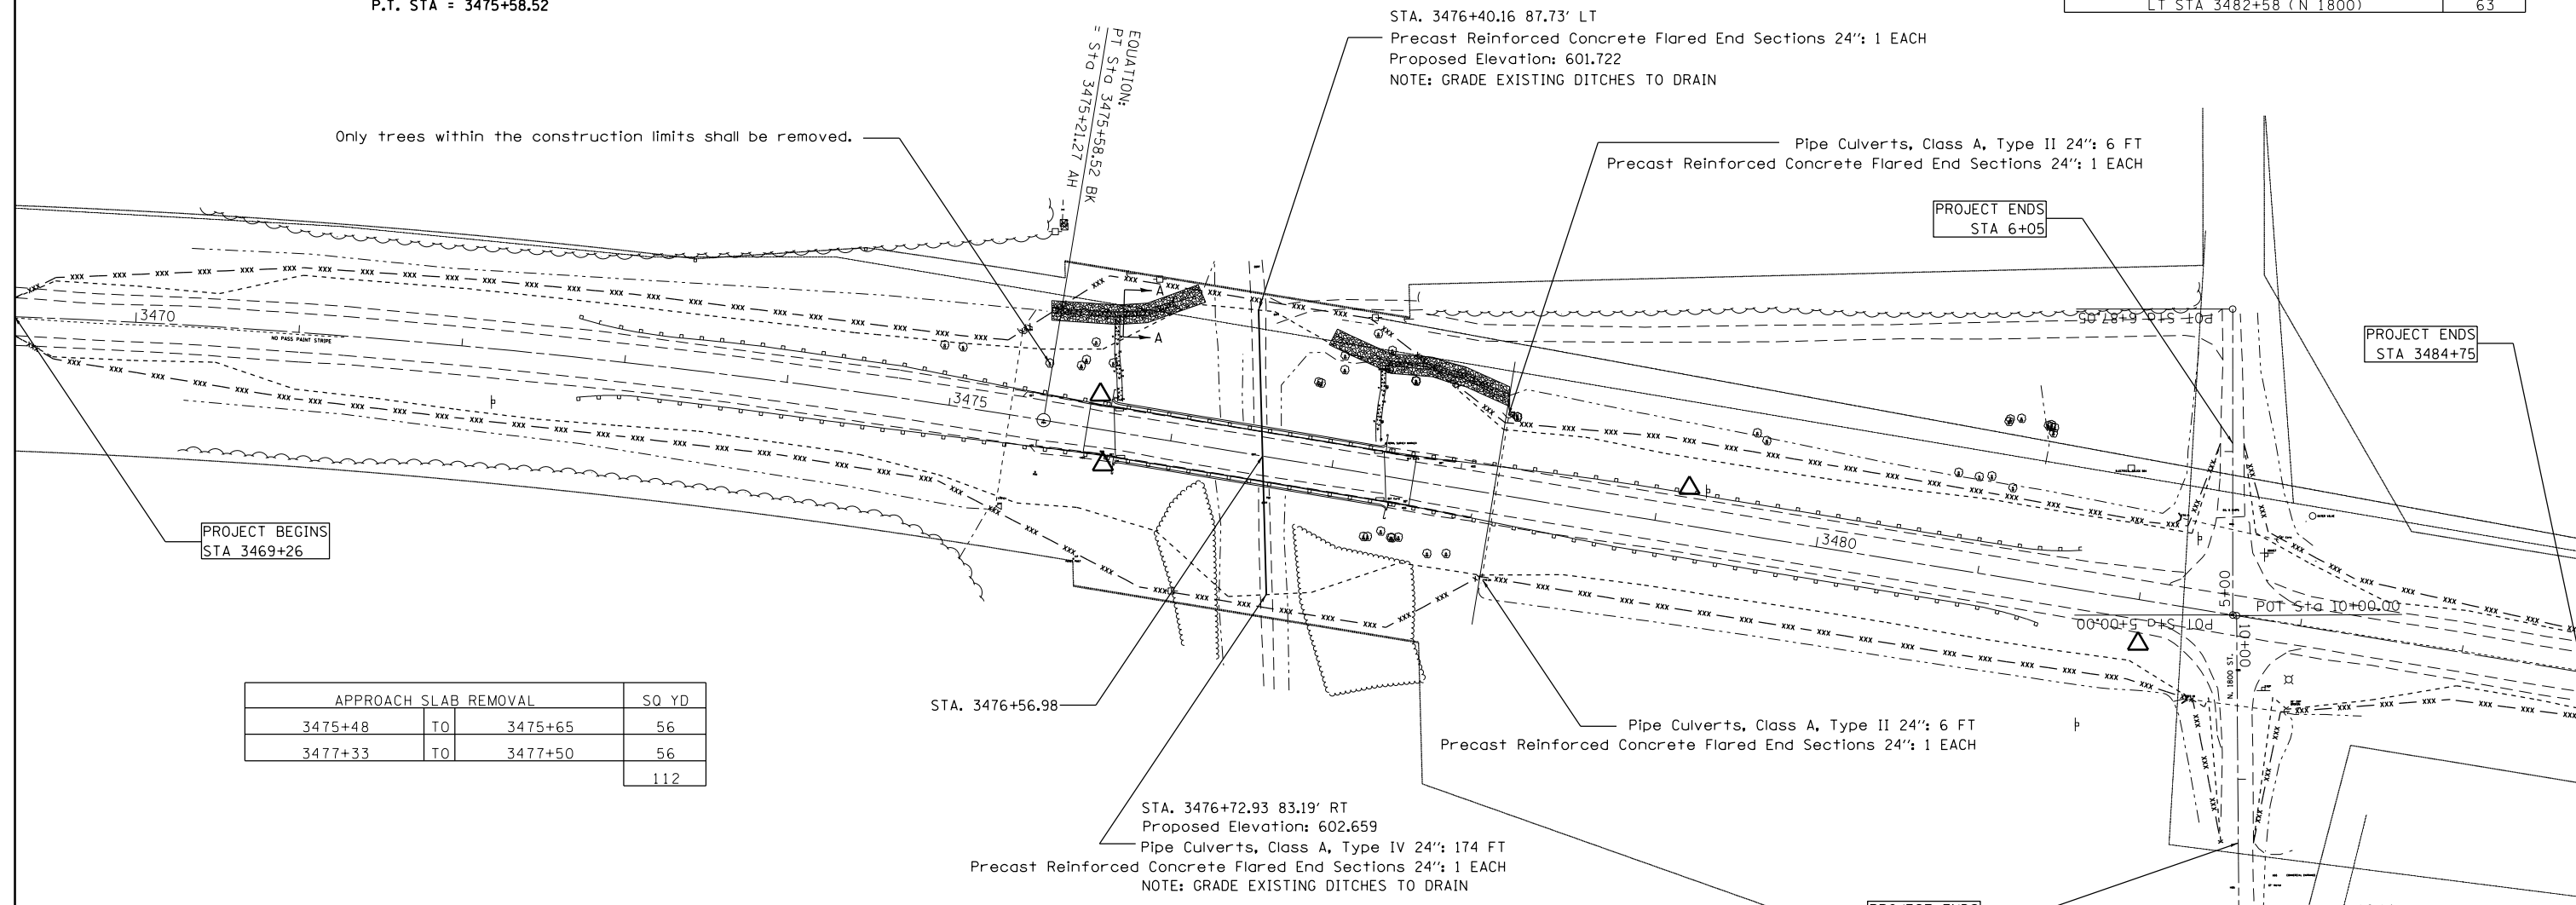 P.T. STA = 3475+58.52
LT STA 3482+58 (N 1800) 63
STA. 3476+40.16 87.73' LT
Precast Reinforced Concrete Flared End Sections 24": 1 EACH
Proposed Elevation: 601.722
NOTE: GRADE EXISTING DITCHES TO DRAIN
EQUATION:
PT Sta 3475+58.52 BK
= Sta 3475+21.27 AH
Only trees within the construction limits shall be removed.
Pipe Culverts, Class A, Type II 24": 6 FT
Precast Reinforced Concrete Flared End Sections 24": 1 EACH
PROJECT ENDS
STA 6+05
PROJECT ENDS
STA 3484+75
A
A
3470
NO PASS PAINT STRIPE
3475
3480
POT Sta 6+87.05
5+00
POT Sta 10+00.00
POT Sta 5+00.00
10+00
N. 1800 ST.
PROJECT BEGINS
STA 3469+26
APPROACH SLAB REMOVAL SQ YD
3475+48 TO 3475+65 56
3477+33 TO 3477+50 56
112
STA. 3476+56.98
Pipe Culverts, Class A, Type II 24": 6 FT
Precast Reinforced Concrete Flared End Sections 24": 1 EACH
STA. 3476+72.93 83.19' RT
Proposed Elevation: 602.659
Pipe Culverts, Class A, Type IV 24": 174 FT
Precast Reinforced Concrete Flared End Sections 24": 1 EACH
NOTE: GRADE EXISTING DITCHES TO DRAIN
PROJECT ENDS